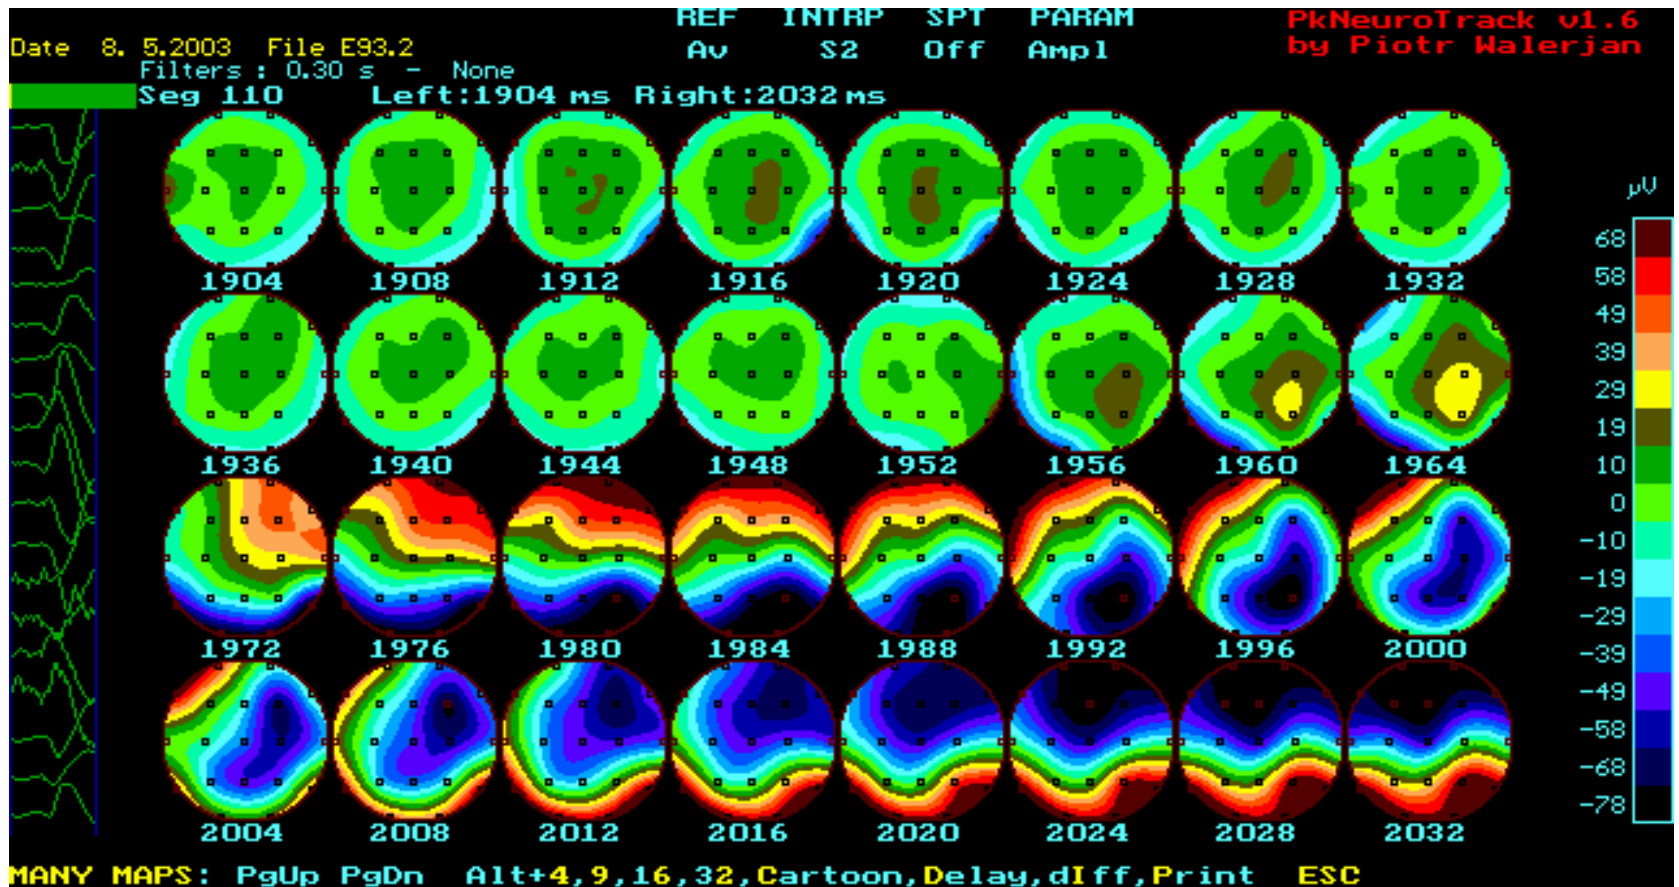 REF INTRP SPT PARAM PkNeuroTrack v1.6
Date 8. 5.2003 File E93.2 Av S2 Off Ampl by Piotr Walerjan
Filters : 0.30 s - None
Seg 110 Left:1904 ms Right:2032 ms
1904 1908 1912 1916 1920 1924 1928 1932
1936 1940 1944 1948 1952 1956 1960 1964
1972 1976 1980 1984 1988 1992 1996 2000
2004 2008 2012 2016 2020 2024 2028 2032
µV
68
58
49
39
29
19
10
0
-10
-19
-29
-39
-49
-58
-68
-78
MANY MAPS: PgUp PgDn Alt+4,9,16,32,Cartoon,Delay,dIff,Print ESC